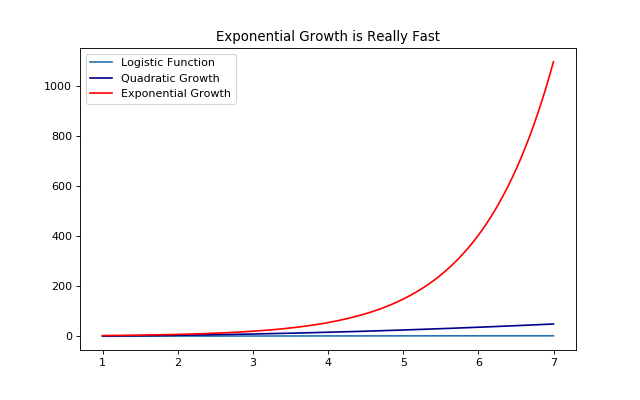 Exponential Growth is Really Fast
Logistic Function
Quadratic Growth
Exponential Growth
1000
800
600
400
200
0
1 2 3 4 5 6 7